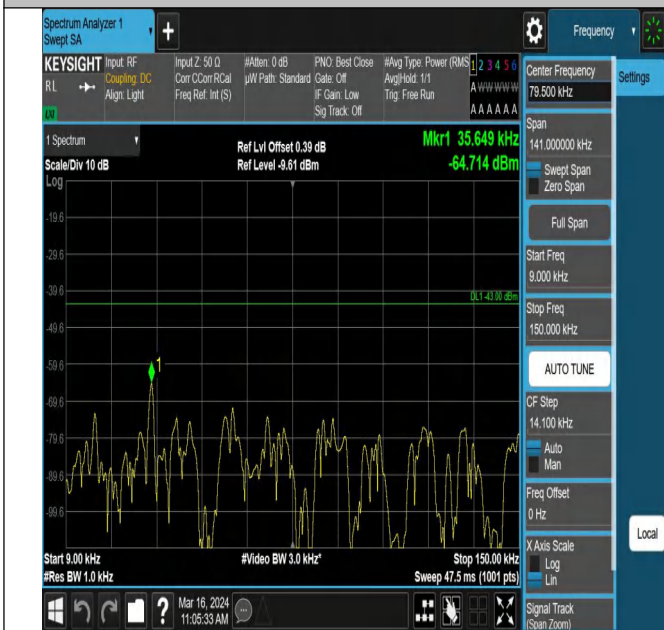 Spectrum Analyzer 1
Swept SA
Frequency
KEYSIGHT
RL
Input: RF
Coupling: DC
Align: Light
Input Z: 50 Ω
Corr CCorr RCal
Freq Ref: Int (S)
#Atten: 0 dB
µW Path: Standard
PNO: Best Close
Gate: Off
IF Gain: Low
Sig Track: Off
#Avg Type: Power (RMS
Avg|Hold: 1/1
Trig: Free Run
1 2 3 4 5 6
A W W W W W
A A A A A A
1 Spectrum
Scale/Div 10 dB
Log
Ref Lvl Offset 0.39 dB
Ref Level -9.61 dBm
Mkr1 35.649 kHz
-64.714 dBm
-19.6
-29.6
-39.6
DL1 -43.00 dBm
-49.6
-59.6
1
-69.6
-79.6
-89.6
-99.6
Start 9.00 kHz
#Res BW 1.0 kHz
#Video BW 3.0 kHz*
Stop 150.00 kHz
Sweep 47.5 ms (1001 pts)
Mar 16, 2024
11:05:33 AM
Center Frequency
79.500 kHz
Settings
Span
141.000000 kHz
Swept Span
Zero Span
Full Span
Start Freq
9.000 kHz
Stop Freq
150.000 kHz
AUTO TUNE
CF Step
14.100 kHz
Auto
Man
Freq Offset
0 Hz
Local
X Axis Scale
Log
Lin
Signal Track
(Span Zoom)